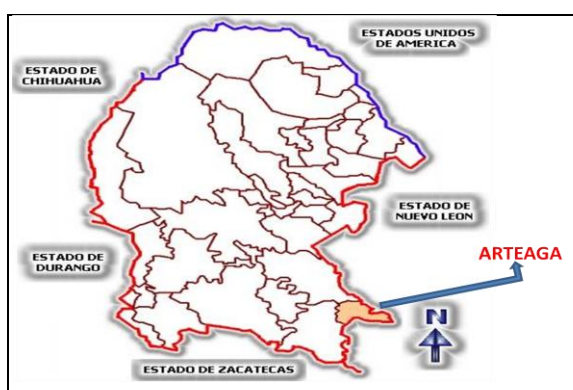 ESTADOS UNIDOS
DE AMERICA
ESTADO DE
CHIHUAHUA
ESTADO DE
NUEVO LEON
ESTADO DE
DURANGO
ARTEAGA
N
ESTADO DE ZACATECAS